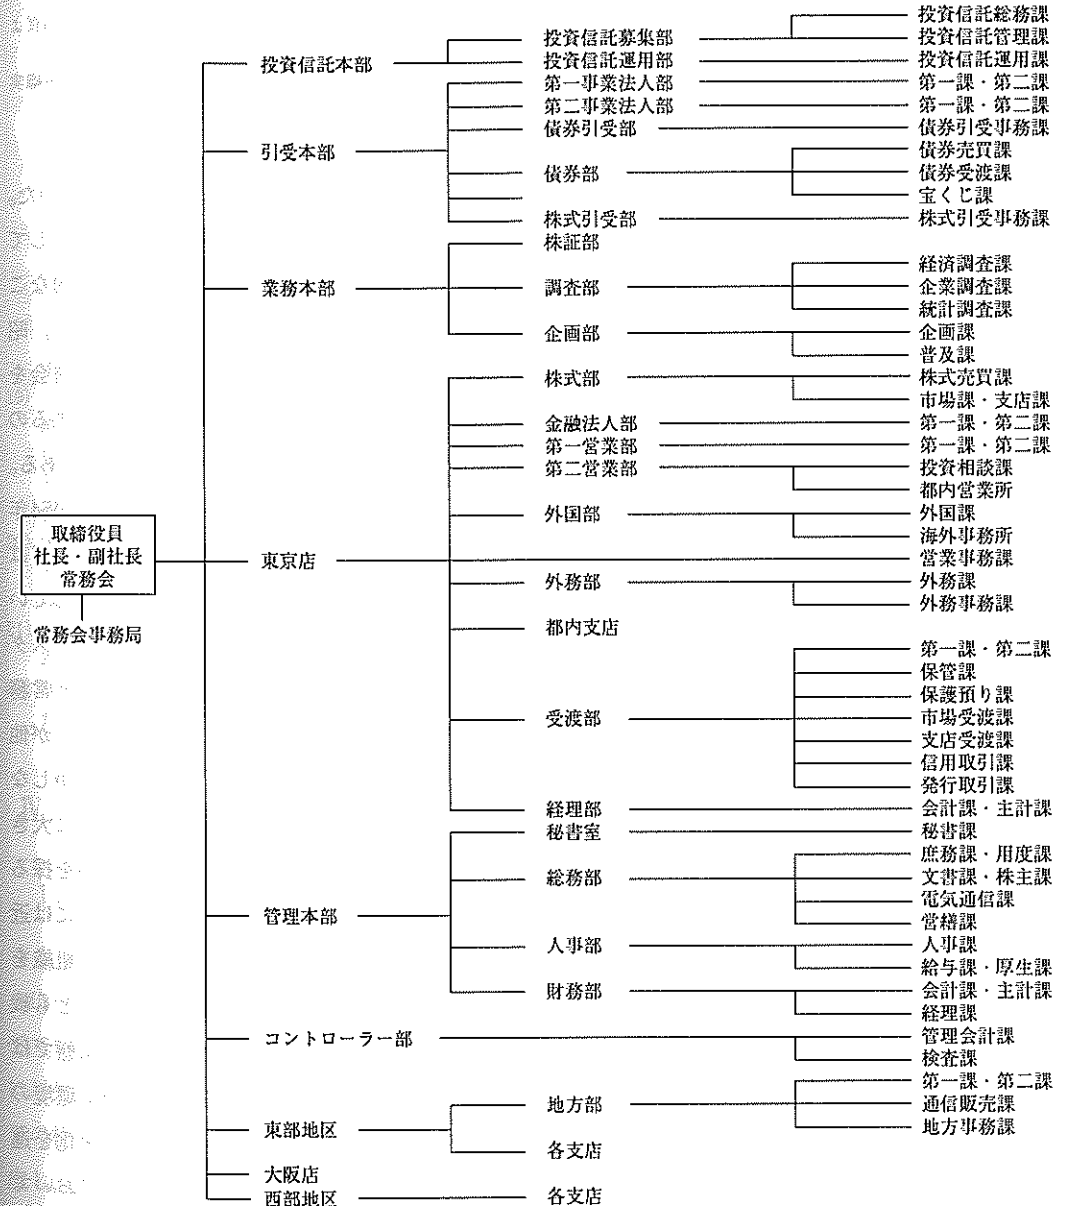 投資信託総務課
投資信託募集部 投資信託管理課
投資信託本部 投資信託運用部 投資信託運用課
第一事業法人部 第一課・第二課
第二事業法人部 第一課・第二課
債券引受部 債券引受事務課
引受本部 債券売買課
債券部 債券受渡課
宝くじ課
株式引受部 株式引受事務課
株証部
経済調査課
業務本部 調査部 企業調査課
統計調査課
企画部 企画課
普及課
株式部 株式売買課
市場課・支店課
金融法人部 第一課・第二課
第一営業部 第一課・第二課
第二営業部 投資相談課
都内営業所
外国部 外国課
取締役員
社長・副社長
常務会
海外事務所
東京店 営業事務課
外務部 外務課
外務事務課
常務会事務局
都内支店
第一課・第二課
保管課
保護預り課
受渡部 市場受渡課
支店受渡課
信用取引課
発行取引課
経理部 会計課・主計課
秘書室 秘書課
庶務課・用度課
総務部 文書課・株主課
電気通信課
管理本部 営繕課
人事部 人事課
給与課・厚生課
財務部 会計課・主計課
経理課
コントローラー部 管理会計課
検査課
第一課・第二課
地方部 通信販売課
東部地区 地方事務課
各支店
大阪店
西部地区 各支店